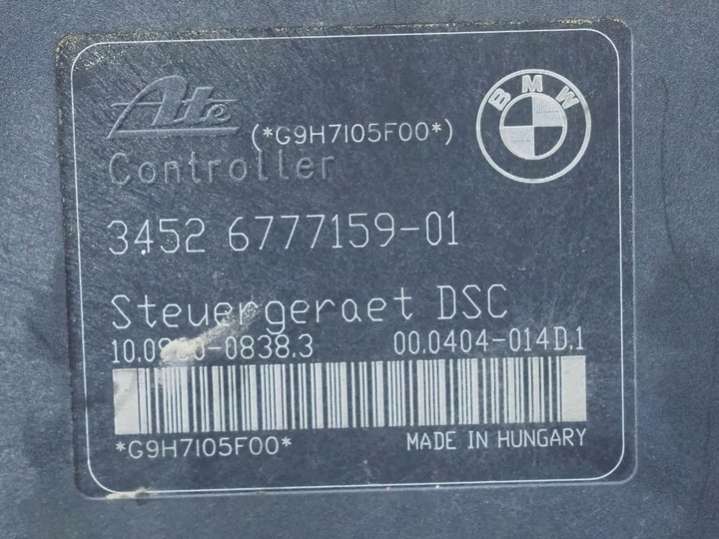 Ate
(*G9H7I05F00*)
BMW
Controller
3452 6777159-01
Steuergeraet DSC
00.0404-014D.1
*G9H7I05F00*
MADE IN HUNGARY